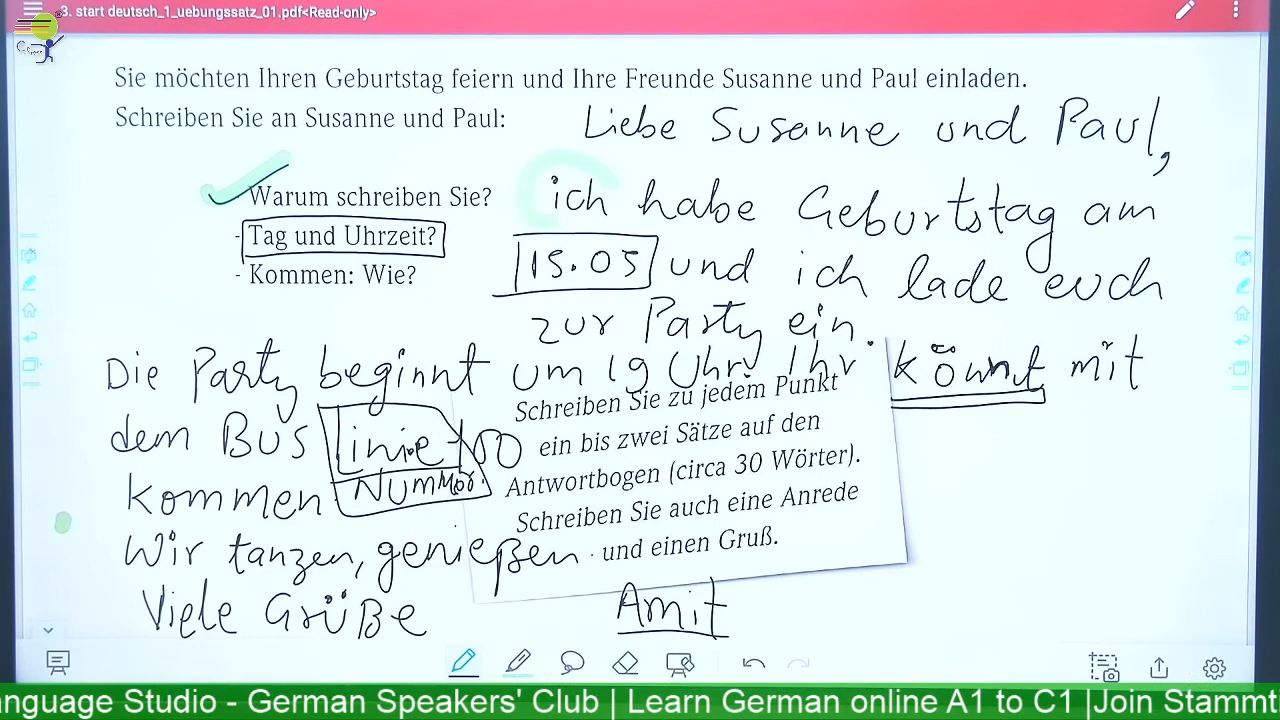 3. start deutsch_1_uebungssatz_01.pdf<Read-only>
Sie möchten Ihren Geburtstag feiern und Ihre Freunde Susanne und Paul einladen.
Schreiben Sie an Susanne und Paul:
Liebe Susanne und Paul,
- Warum schreiben Sie?
ich habe Geburtstag am
- Tag und Uhrzeit?
15.05 und ich lade euch
- Kommen: Wie?
zur Party ein.
Die Party beginnt um 19 Uhr. Ihr könnt mit
dem Bus Linie 100
Nummer
kommen
Wir tanzen, genießen
Viele Grüße
Amit
Schreiben Sie zu jedem Punkt
ein bis zwei Sätze auf den
Antwortbogen (circa 30 Wörter).
Schreiben Sie auch eine Anrede
und einen Gruß.
anguage Studio - German Speakers' Club | Learn German online A1 to C1 |Join Stammt